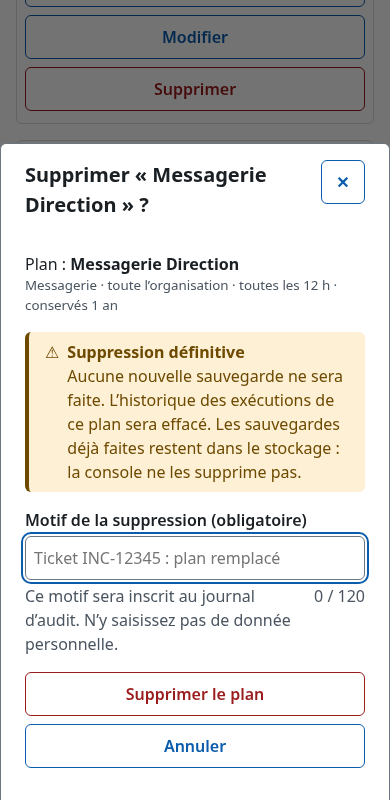 Modifier
Supprimer
Supprimer « Messagerie
Direction » ?
×
Plan : Messagerie Direction
Messagerie · toute l’organisation · toutes les 12 h ·
conservés 1 an
⚠ Suppression définitive
Aucune nouvelle sauvegarde ne sera
faite. L’historique des exécutions de
ce plan sera effacé. Les sauvegardes
déjà faites restent dans le stockage :
la console ne les supprime pas.
Motif de la suppression (obligatoire)
Ticket INC-12345 : plan remplacé
Ce motif sera inscrit au journal 0 / 120
d’audit. N’y saisissez pas de donnée
personnelle.
Supprimer le plan
Annuler